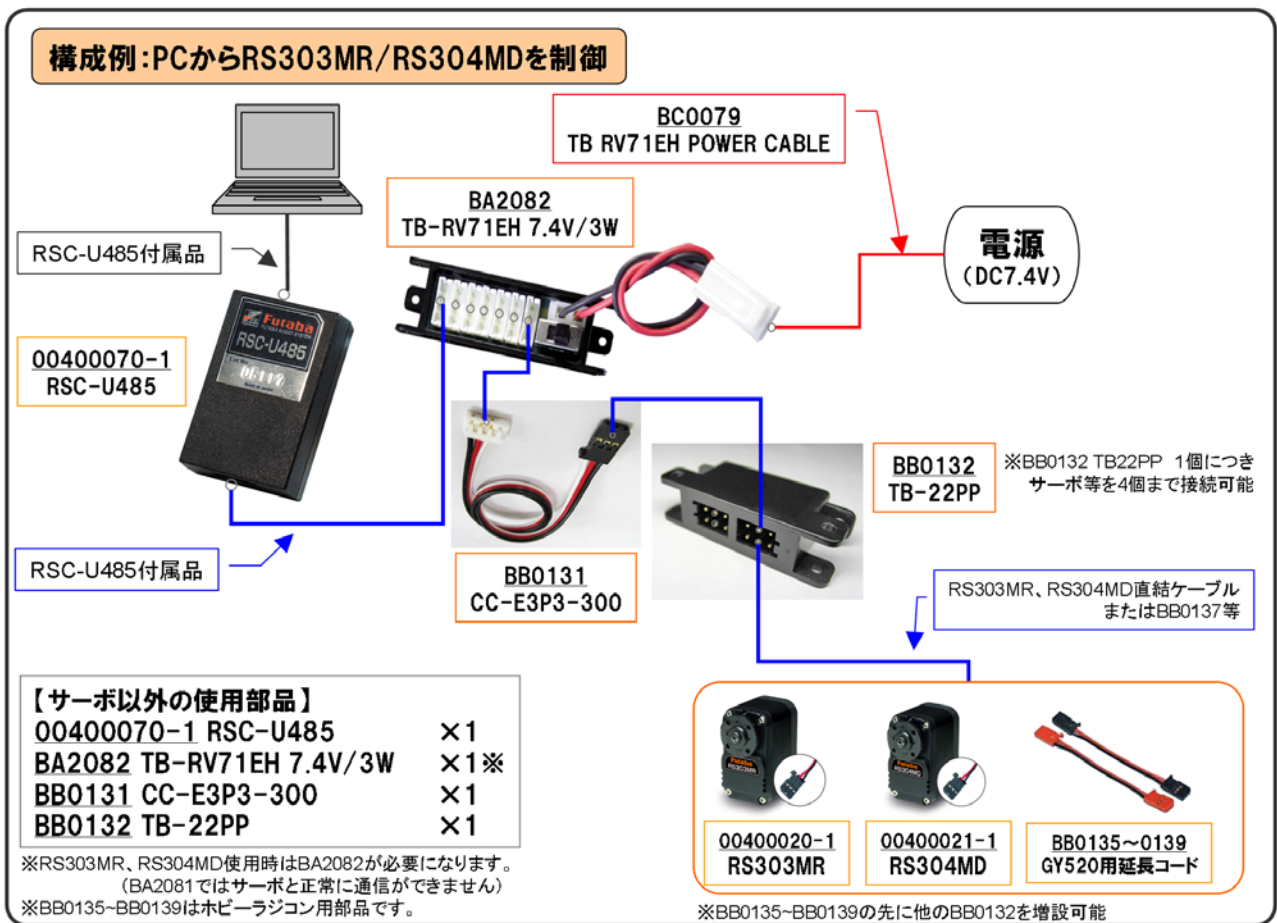 構成例:PCからRS303MR/RS304MDを制御
BC0079
TB RV71EH POWER CABLE
BA2082
TB-RV71EH 7.4V/3W
電源
(DC7.4V)
RSC-U485付属品
Futaba
RSC-U485
00400070-1
RSC-U485
BB0132
TB-22PP
※BB0132 TB22PP 1個につき
サーボ等を4個まで接続可能
RSC-U485付属品
BB0131
CC-E3P3-300
RS303MR、RS304MD直結ケーブル
またはBB0137等
【サーボ以外の使用部品】
00400070-1 RSC-U485 ×1
BA2082 TB-RV71EH 7.4V/3W ×1※
BB0131 CC-E3P3-300 ×1
BB0132 TB-22PP ×1
※RS303MR、RS304MD使用時はBA2082が必要になります。
(BA2081ではサーボと正常に通信ができません)
※BB0135~BB0139はホビーラジコン用部品です。
Futaba
RS303MR
Futaba
00400020-1
RS303MR
00400021-1
RS304MD
BB0135~0139
GY520用延長コード
※BB0135~BB0139の先に他のBB0132を増設可能